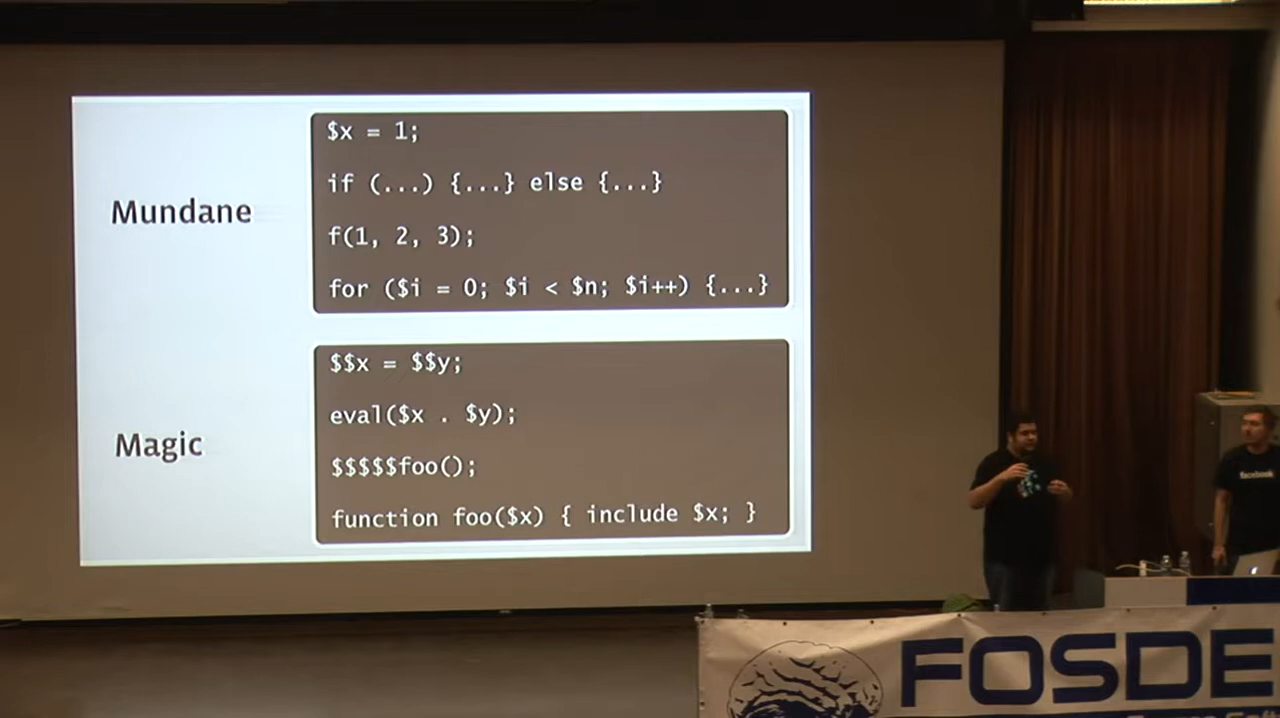 Mundane
$x = 1;
if (...) {...} else {...}
f(1, 2, 3);
for ($i = 0; $i < $n; $i++) {...}
Magic
$$x = $$y;
eval($x . $y);
$$$$$foo();
function foo($x) { include $x; }
facebook
FOSDE